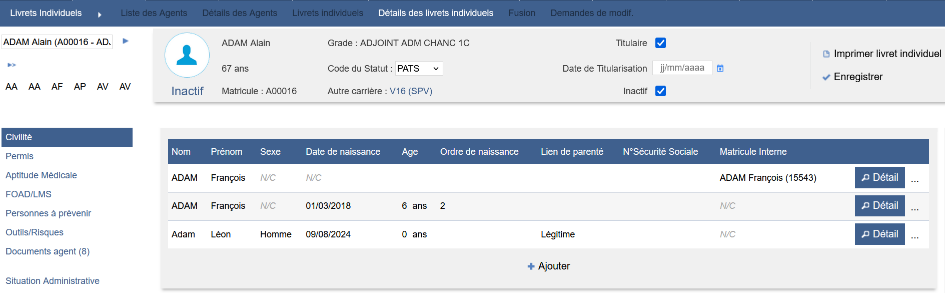 Livrets Individuels Liste des Agents Détails des Agents Livrets individuels Détails des livrets individuels Fusion Demandes de modif.
ADAM Alain (A00016 - AD.
AA AA AF AP AV AV
ADAM Alain Grade : ADJOINT ADM CHANC 1C Titulaire
67 ans Code du Statut : PATS Date de Titularisation jj/mm/aaaa
Inactif Matricule : A00016 Autre carrière : V16 (SPV) Inactif
Imprimer livret individuel
Enregistrer
Civilité
Permis
Aptitude Médicale
FOAD/LMS
Personnes à prévenir
Outils/Risques
Documents agent (8)
Situation Administrative
Nom Prénom Sexe Date de naissance Age Ordre de naissance Lien de parenté N°Sécurité Sociale Matricule Interne
ADAM François N/C N/C ADAM François (15543) Détail ...
ADAM François N/C 01/03/2018 6 ans 2 N/C Détail ...
Adam Léon Homme 09/08/2024 0 ans Légitime N/C Détail ...
Ajouter